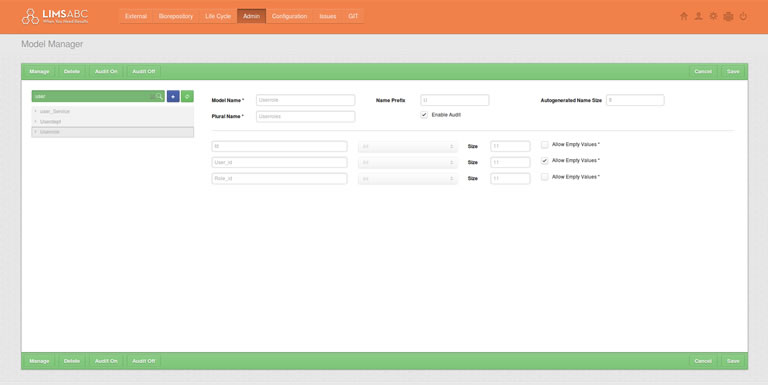 LIMSABC
When You Need Results
External Biorepository Life Cycle Admin Configuration Issues GIT
Model Manager
Manage Delete Audit On Audit Off Cancel Save
user
user_Service
Userdept
Userrole
Model Name * Userrole Name Prefix U Autogenerated Name Size 5
Plural Name * Userroles Enable Audit
Id int Size 11 Allow Empty Values *
User_id int Size 11 Allow Empty Values *
Role_id int Size 11 Allow Empty Values *
Manage Delete Audit On Audit Off Cancel Save